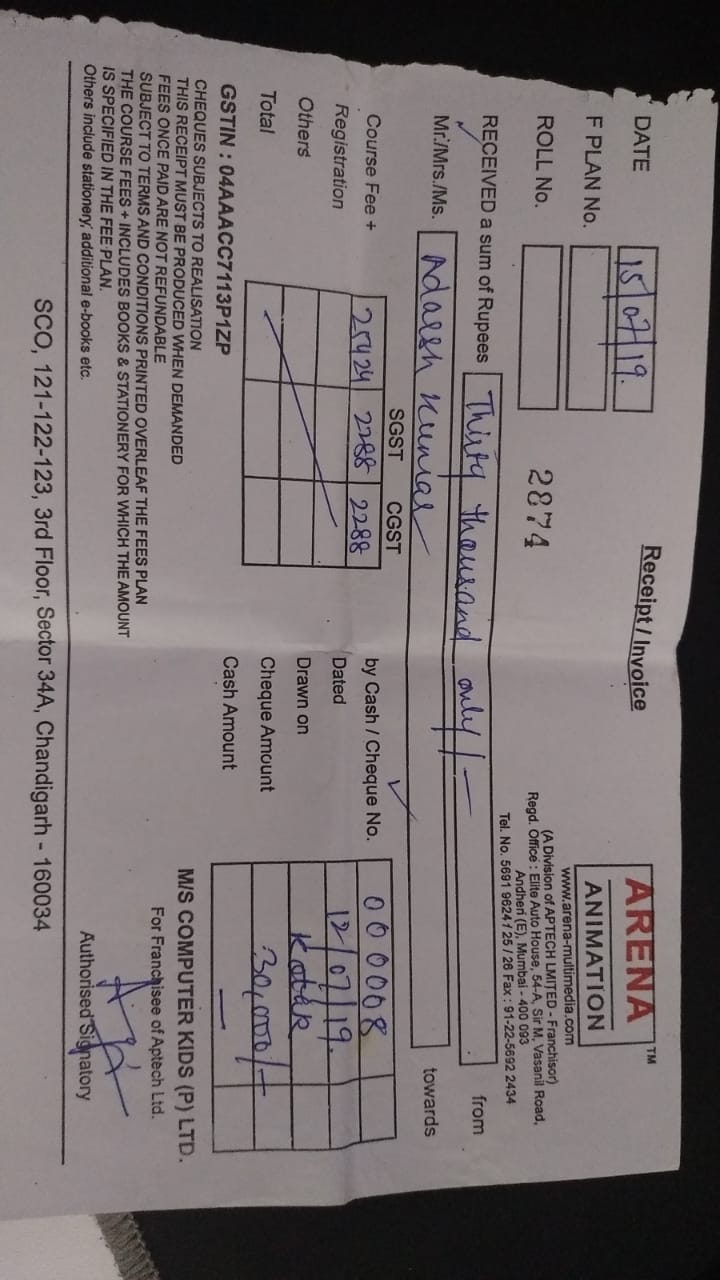 Receipt / Invoice
ARENA TM
ANIMATION
www.arena-multimedia.com
(A Division of APTECH LMITED - Franchisor)
Regd. Office : Elite Auto House, 54-A, Sir M, Vasanil Road,
Andheri (E), Mumbai - 400 093
Tel. No. 5691 9624 / 25 / 26 Fax : 91-22-5692 2434
DATE 15/07/19.
F PLAN No.
ROLL No. 2874
RECEIVED a sum of Rupees Thirty thousand only/- from
Mr./Mrs./Ms. Adarsh Kumar towards
SGST CGST
Course Fee + 25424 2288 2288
Registration
Others
Total
by Cash / Cheque No. 000008
Dated 12/07/19.
Drawn on Kotak
Cheque Amount 30,000/-
Cash Amount —
GSTIN : 04AAACC7113P1ZP
CHEQUES SUBJECTS TO REALISATION
THIS RECEIPT MUST BE PRODUCED WHEN DEMANDED
FEES ONCE PAID ARE NOT REFUNDABLE
SUBJECT TO TERMS AND CONDITIONS PRINTED OVERLEAF THE FEES PLAN
THE COURSE FEES + INCLUDES BOOKS & STATIONERY FOR WHICH THE AMOUNT
IS SPECIFIED IN THE FEE PLAN.
Others include stationery, additional e-books etc.
M/S COMPUTER KIDS (P) LTD.
For Franchisee of Aptech Ltd.
Authorised Signatory
SCO, 121-122-123, 3rd Floor, Sector 34A, Chandigarh - 160034